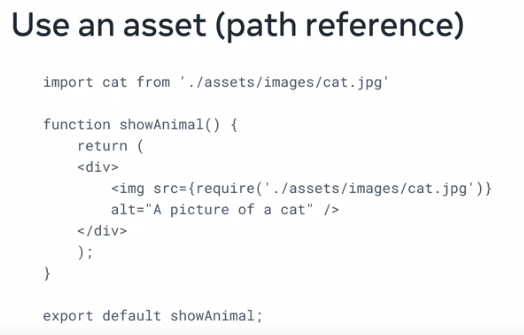 Use an asset (path reference)
import cat from './assets/images/cat.jpg'
function showAnimal() {
return (
<div>
<img src={require('./assets/images/cat.jpg')}
alt="A picture of a cat" />
</div>
);
}
export default showAnimal;